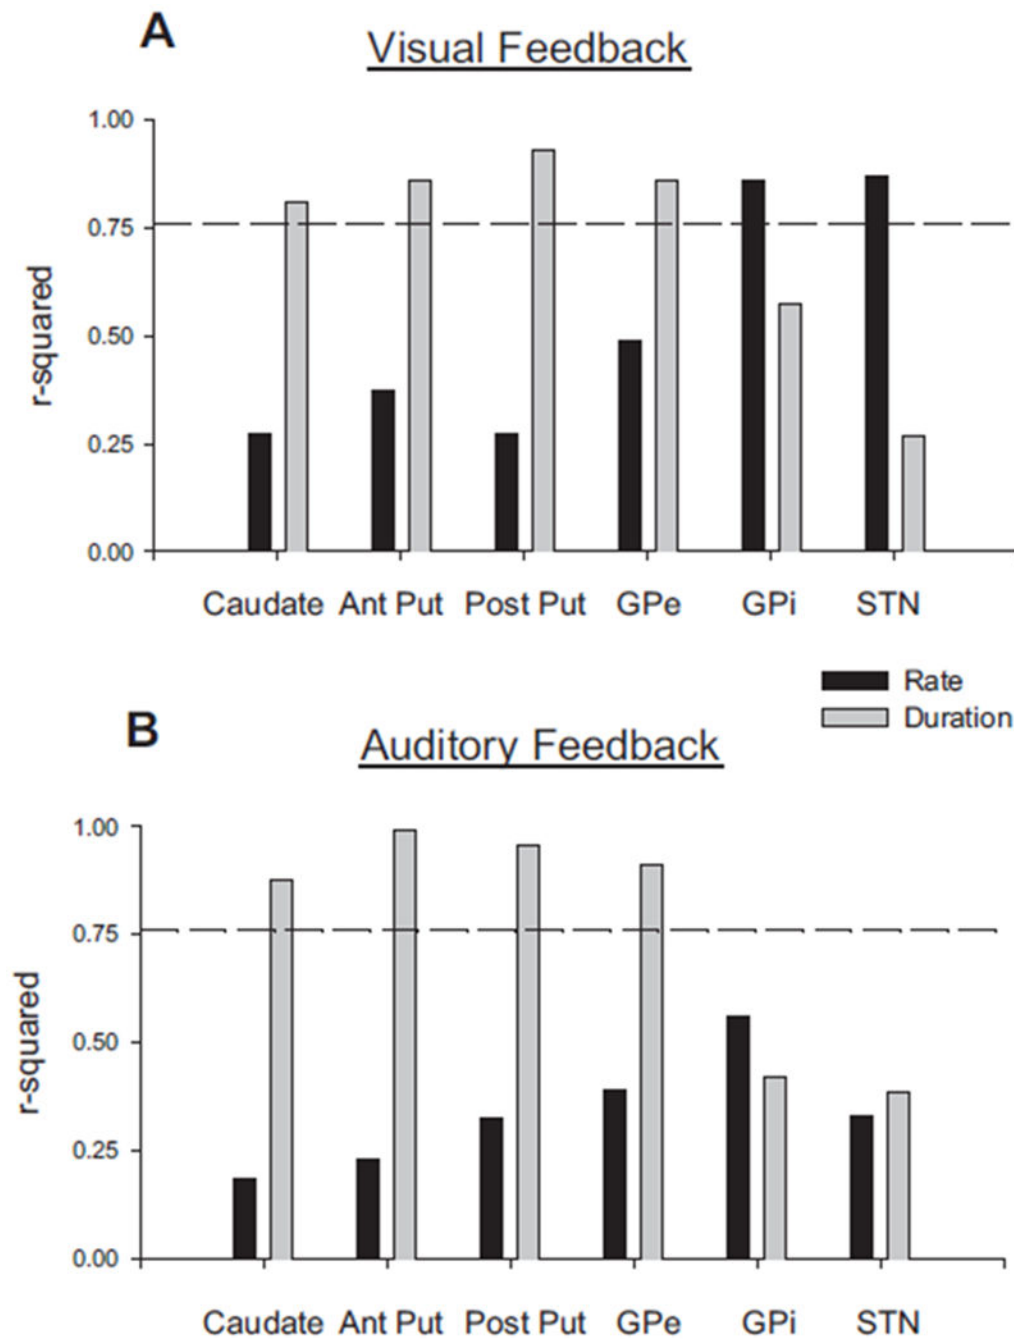 A
Visual Feedback
1.00
0.75
0.50
0.25
0.00
r-squared
Caudate Ant Put Post Put GPe GPi STN
Rate
Duration
B
Auditory Feedback
1.00
0.75
0.50
0.25
0.00
r-squared
Caudate Ant Put Post Put GPe GPi STN